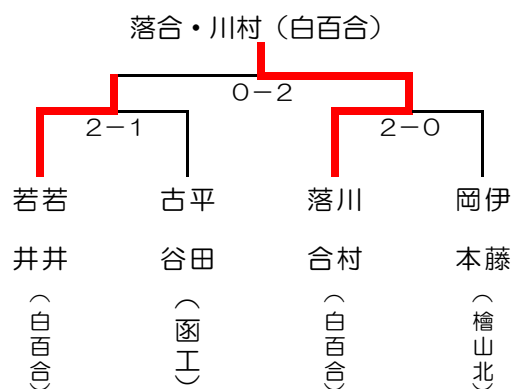 落合・川村（白百合）
０－２
２－１
２－０
若井
若井
（白百合）
古谷
平田
（函工）
落合
川村
（白百合）
岡本
伊藤
（檜山北）